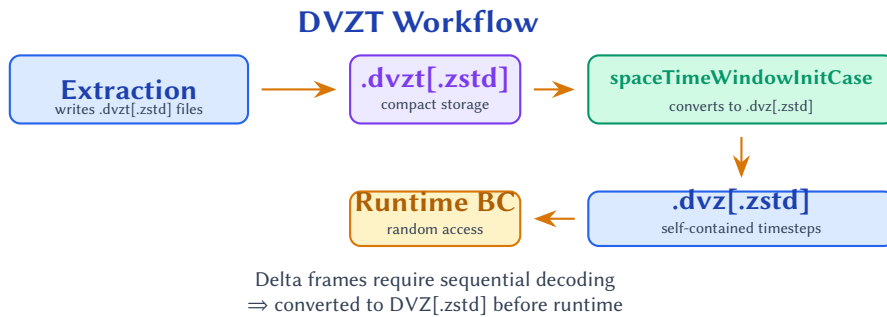 DVZT Workflow
Extraction
writes .dvzt[.zstd] files
.dvzt[.zstd]
compact storage
spaceTimeWindowInitCase
converts to .dvz[.zstd]
.dvz[.zstd]
self-contained timesteps
Runtime BC
random access
Delta frames require sequential decoding
⇒ converted to DVZ[.zstd] before runtime